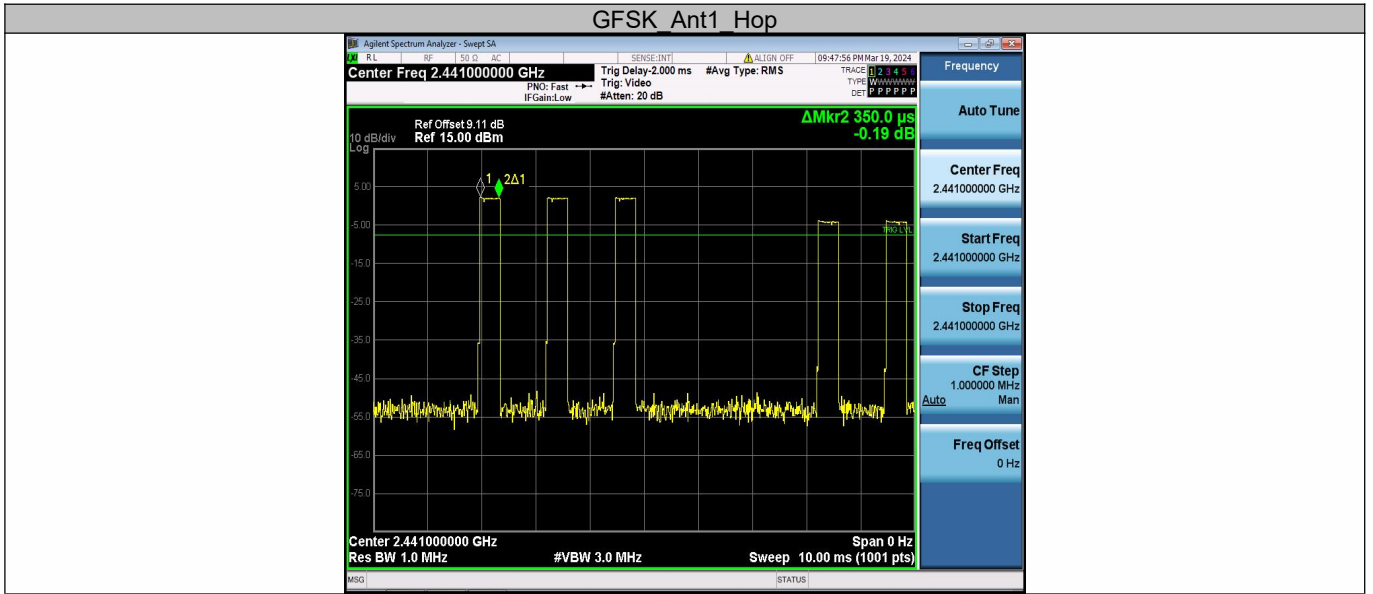 GFSK_Ant1_Hop
Agilent Spectrum Analyzer - Swept SA
RL RF 50 Ω AC SENSE:INT ALIGN OFF 09:47:56 PM Mar 19, 2024
Center Freq 2.441000000 GHz
PNO: Fast
IFGain:Low
Trig Delay-2.000 ms
Trig: Video
#Atten: 20 dB
#Avg Type: RMS
TRACE 1 2 3 4 5 6
TYPE WWWWWW
DET P P P P P P
Frequency
Auto Tune
Center Freq
2.441000000 GHz
Start Freq
2.441000000 GHz
Stop Freq
2.441000000 GHz
CF Step
1.000000 MHz
Auto Man
Freq Offset
0 Hz
ΔMkr2 350.0 µs
-0.19 dB
Ref Offset 9.11 dB
10 dB/div Ref 15.00 dBm
Log
1 2Δ1
5.00
-5.00
TRIG LVL
-15.0
-25.0
-35.0
-45.0
-55.0
-65.0
-75.0
Center 2.441000000 GHz Span 0 Hz
Res BW 1.0 MHz #VBW 3.0 MHz Sweep 10.00 ms (1001 pts)
MSG STATUS